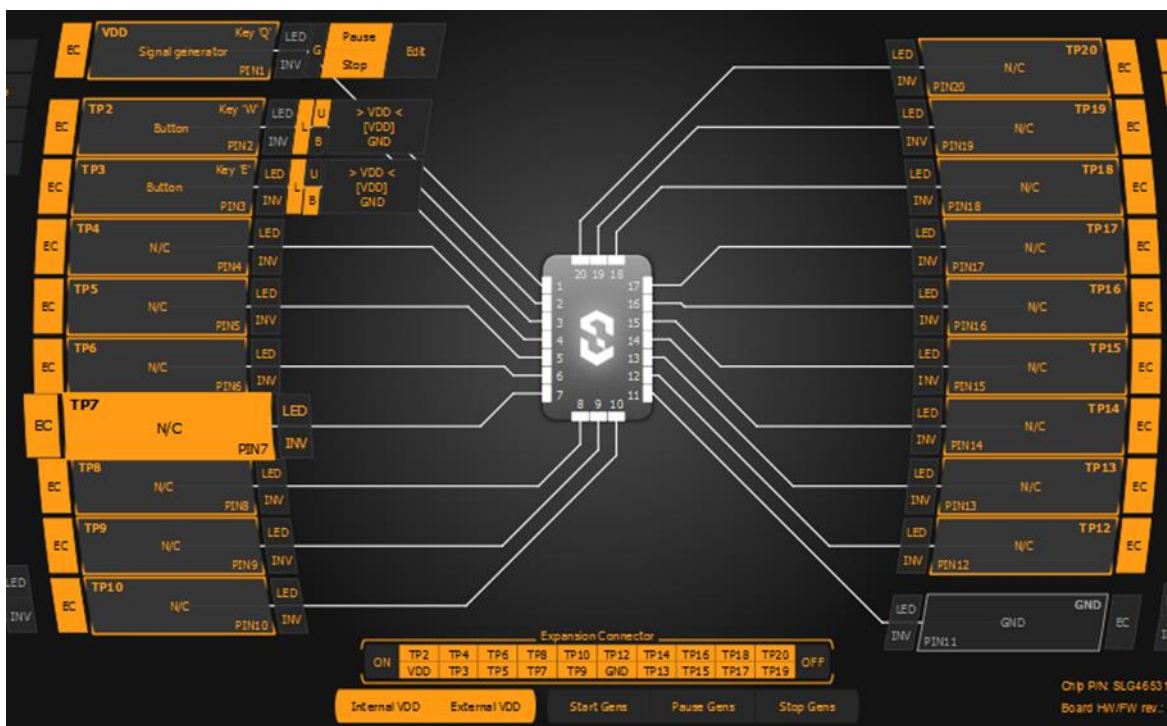 VDD Key 'Q' LED Pause
EC Signal generator G Edit
PIN1 INV Stop
TP2 Key 'W' LED U > VDD <
EC Button L [VDD]
PIN2 INV B GND
TP3 Key 'E' LED U > VDD <
EC Button L [VDD]
PIN3 INV B GND
TP4 LED
EC N/C
PIN4 INV
TP5 LED
EC N/C
PIN5 INV
TP6 LED
EC N/C
PIN6 INV
TP7 LED
EC N/C
PIN7 INV
TP8 LED
EC N/C
PIN8 INV
TP9 LED
EC N/C
PIN9 INV
TP10 LED
EC N/C
PIN10 INV
LED
INV
20 19 18
1 17
2 16
3 15
4 14
5 13
6 12
7 11
8 9 10
LED TP20
N/C EC
INV PIN20
LED TP19
N/C EC
INV PIN19
LED TP18
N/C EC
INV PIN18
LED TP17
N/C EC
INV PIN17
LED TP16
N/C EC
INV PIN16
LED TP15
N/C EC
INV PIN15
LED TP14
N/C EC
INV PIN14
LED TP13
N/C EC
INV PIN13
LED TP12
N/C EC
INV PIN12
LED GND
GND EC
INV PIN11
Expansion Connector
ON TP2 TP4 TP6 TP8 TP10 TP12 TP14 TP16 TP18 TP20 OFF
VDD TP3 TP5 TP7 TP9 GND TP13 TP15 TP17 TP19
Internal VDD External VDD Start Gens Pause Gens Stop Gens
Chip P/N: SLG46531
Board HW/FW rev.: